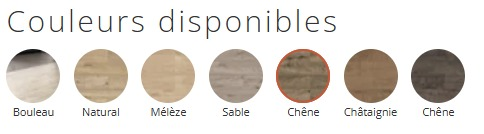 Couleurs disponibles
Bouleau Natural Mélèze Sable Chêne Châtaignie Chêne